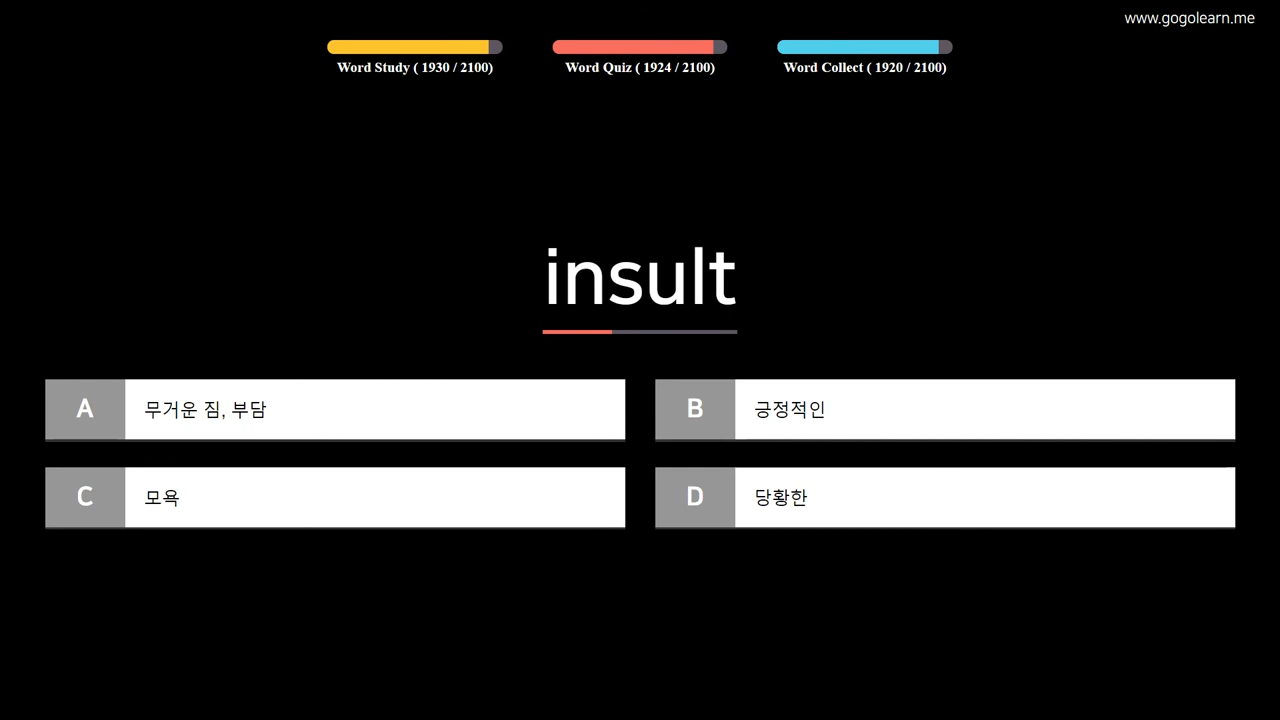 www.gogolearn.me
Word Study ( 1930 / 2100)
Word Quiz ( 1924 / 2100)
Word Collect ( 1920 / 2100)
insult
A 무거운 짐, 부담
B 긍정적인
C 모욕
D 당황한